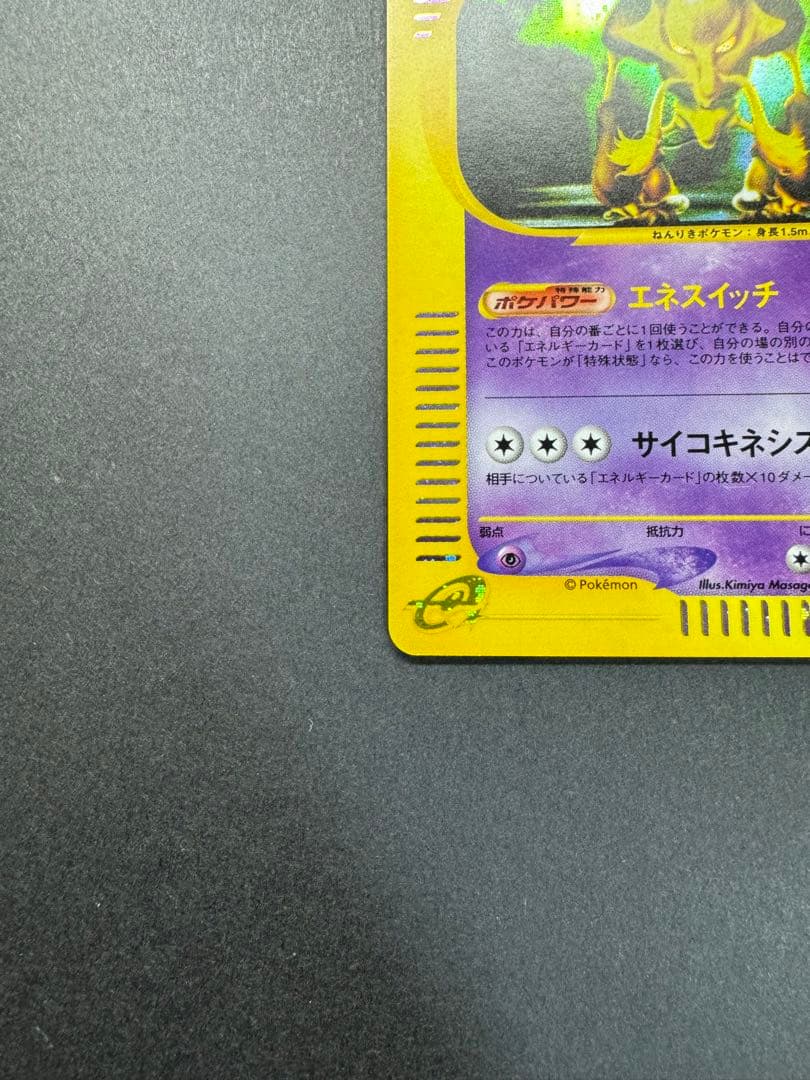 ねんりきポケモン：身長1.5m
特殊能力
ポケパワー エネスイッチ
この力は、自分の番ごとに1回使うことができる。自分の
いる「エネルギーカード」を1枚選び、自分の場の別の
このポケモンが「特殊状態」なら、この力を使うことはで
サイコキネシス
相手についている「エネルギーカード」の枚数×10ダメー
弱点 抵抗力 に
©Pokémon Illus.Kimiya Masag